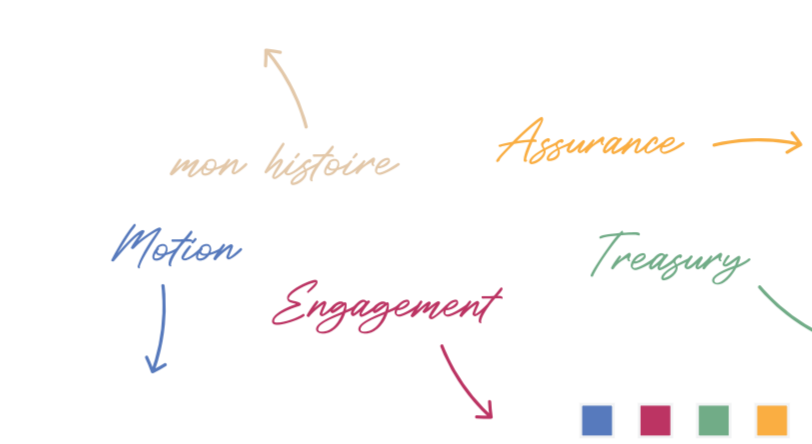 mon histoire
Assurance
Motion
Treasury
Engagement